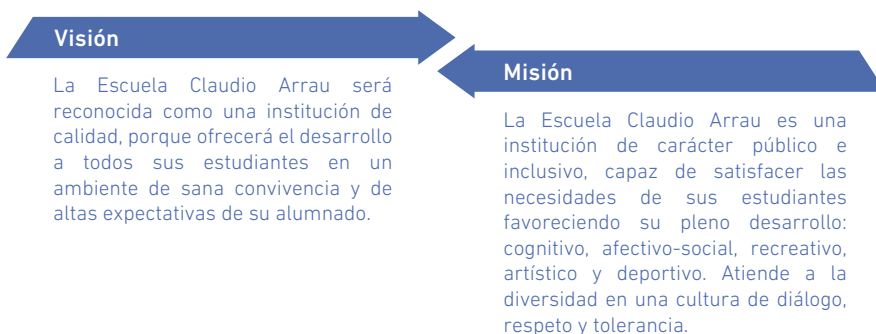 Visión
La Escuela Claudio Arrau será
reconocida como una institución de
calidad, porque ofrecerá el desarrollo
a todos sus estudiantes en un
ambiente de sana convivencia y de
altas expectativas de su alumnado.
Misión
La Escuela Claudio Arrau es una
institución de carácter público e
inclusivo, capaz de satisfacer las
necesidades de sus estudiantes
favoreciendo su pleno desarrollo:
cognitivo, afectivo-social, recreativo,
artístico y deportivo. Atiende a la
diversidad en una cultura de diálogo,
respeto y tolerancia.